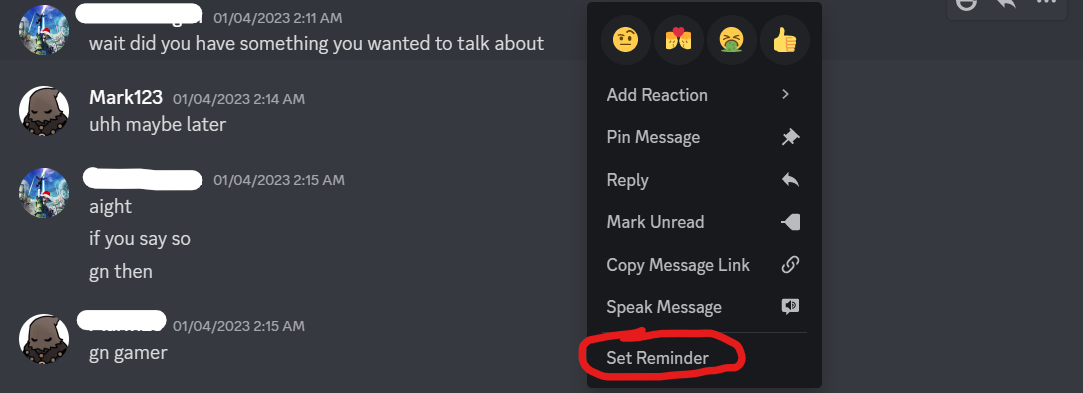 01/04/2023 2:11 AM
wait did you have something you wanted to talk about
Mark123 01/04/2023 2:14 AM
uhh maybe later
01/04/2023 2:15 AM
aight
if you say so
gn then
01/04/2023 2:15 AM
gn gamer
Add Reaction
Pin Message
Reply
Mark Unread
Copy Message Link
Speak Message
Set Reminder